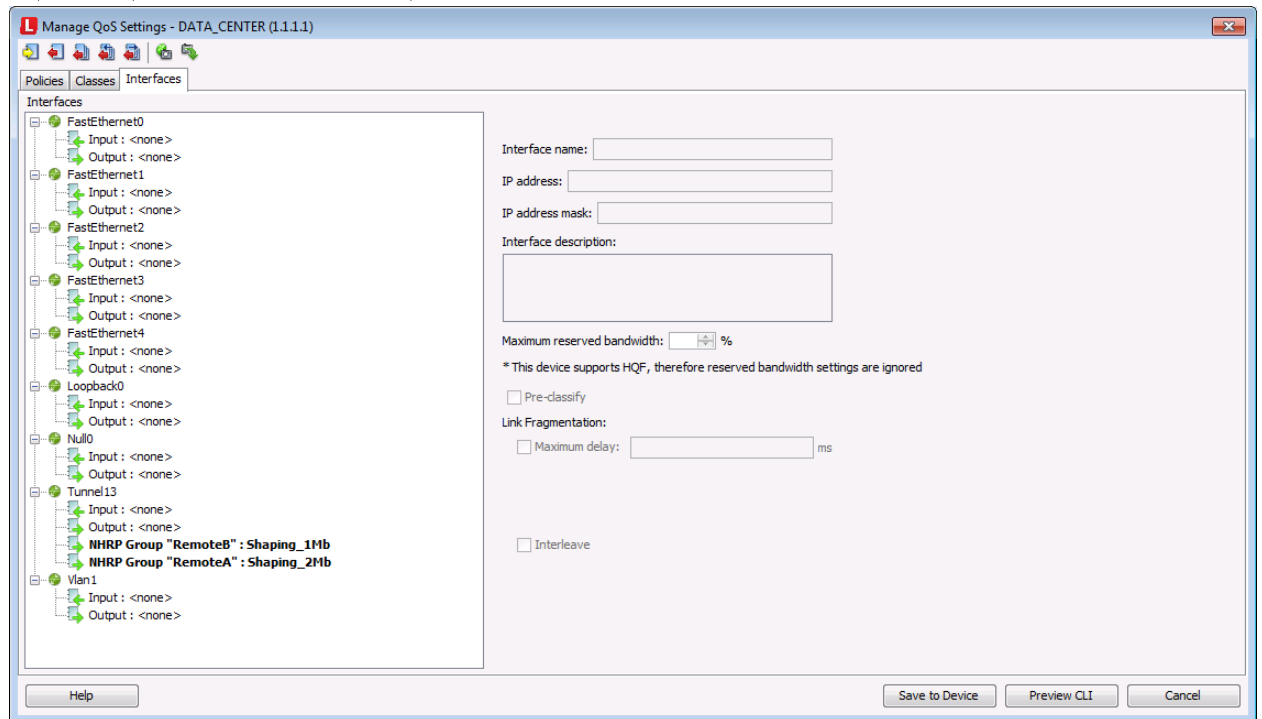 Manage QoS Settings - DATA_CENTER (1.1.1.1)
Policies Classes Interfaces
Interfaces
FastEthernet0
Input : <none>
Output : <none>
FastEthernet1
Input : <none>
Output : <none>
FastEthernet2
Input : <none>
Output : <none>
FastEthernet3
Input : <none>
Output : <none>
FastEthernet4
Input : <none>
Output : <none>
Loopback0
Input : <none>
Output : <none>
Null0
Input : <none>
Output : <none>
Tunnel13
Input : <none>
Output : <none>
NHRP Group "RemoteB" : Shaping_1Mb
NHRP Group "RemoteA" : Shaping_2Mb
Vlan1
Input : <none>
Output : <none>
Interface name:
IP address:
IP address mask:
Interface description:
Maximum reserved bandwidth: %
* This device supports HQF, therefore reserved bandwidth settings are ignored
Pre-classify
Link Fragmentation:
Maximum delay: ms
Interleave
Help Save to Device Preview CLI Cancel